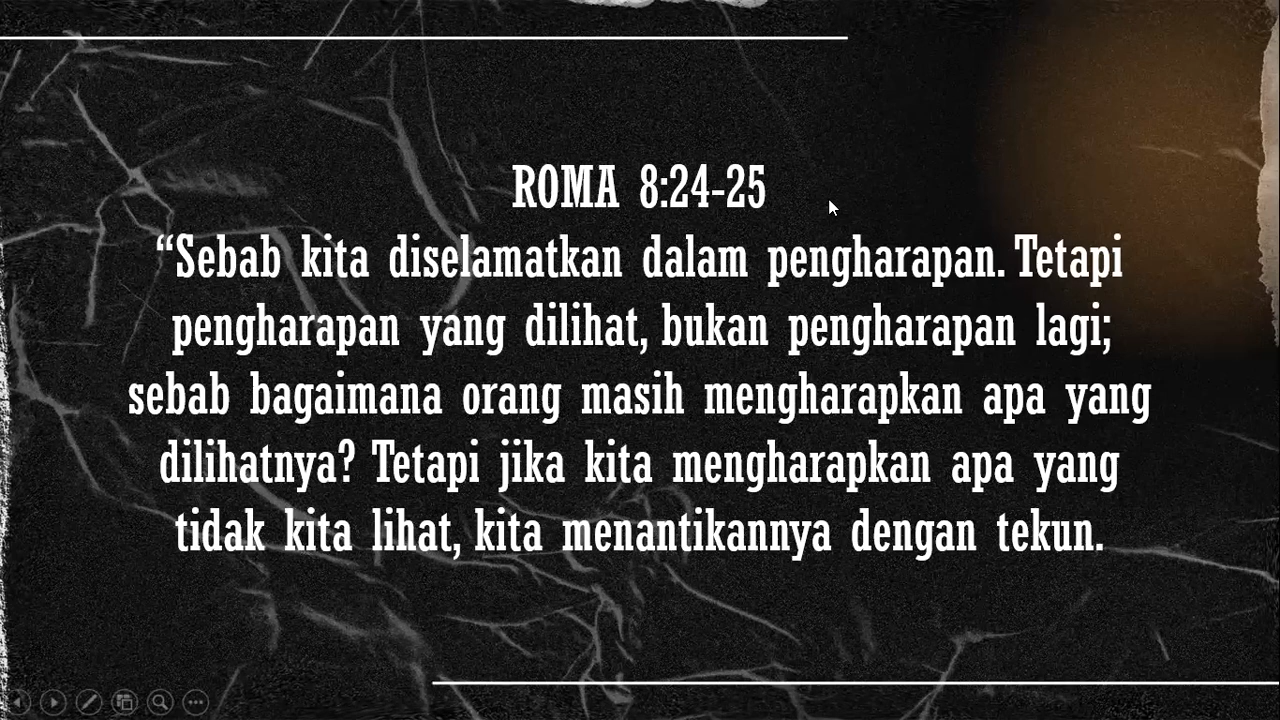 ROMA 8:24-25
“Sebab kita diselamatkan dalam pengharapan. Tetapi
pengharapan yang dilihat, bukan pengharapan lagi;
sebab bagaimana orang masih mengharapkan apa yang
dilihatnya? Tetapi jika kita mengharapkan apa yang
tidak kita lihat, kita menantikannya dengan tekun.